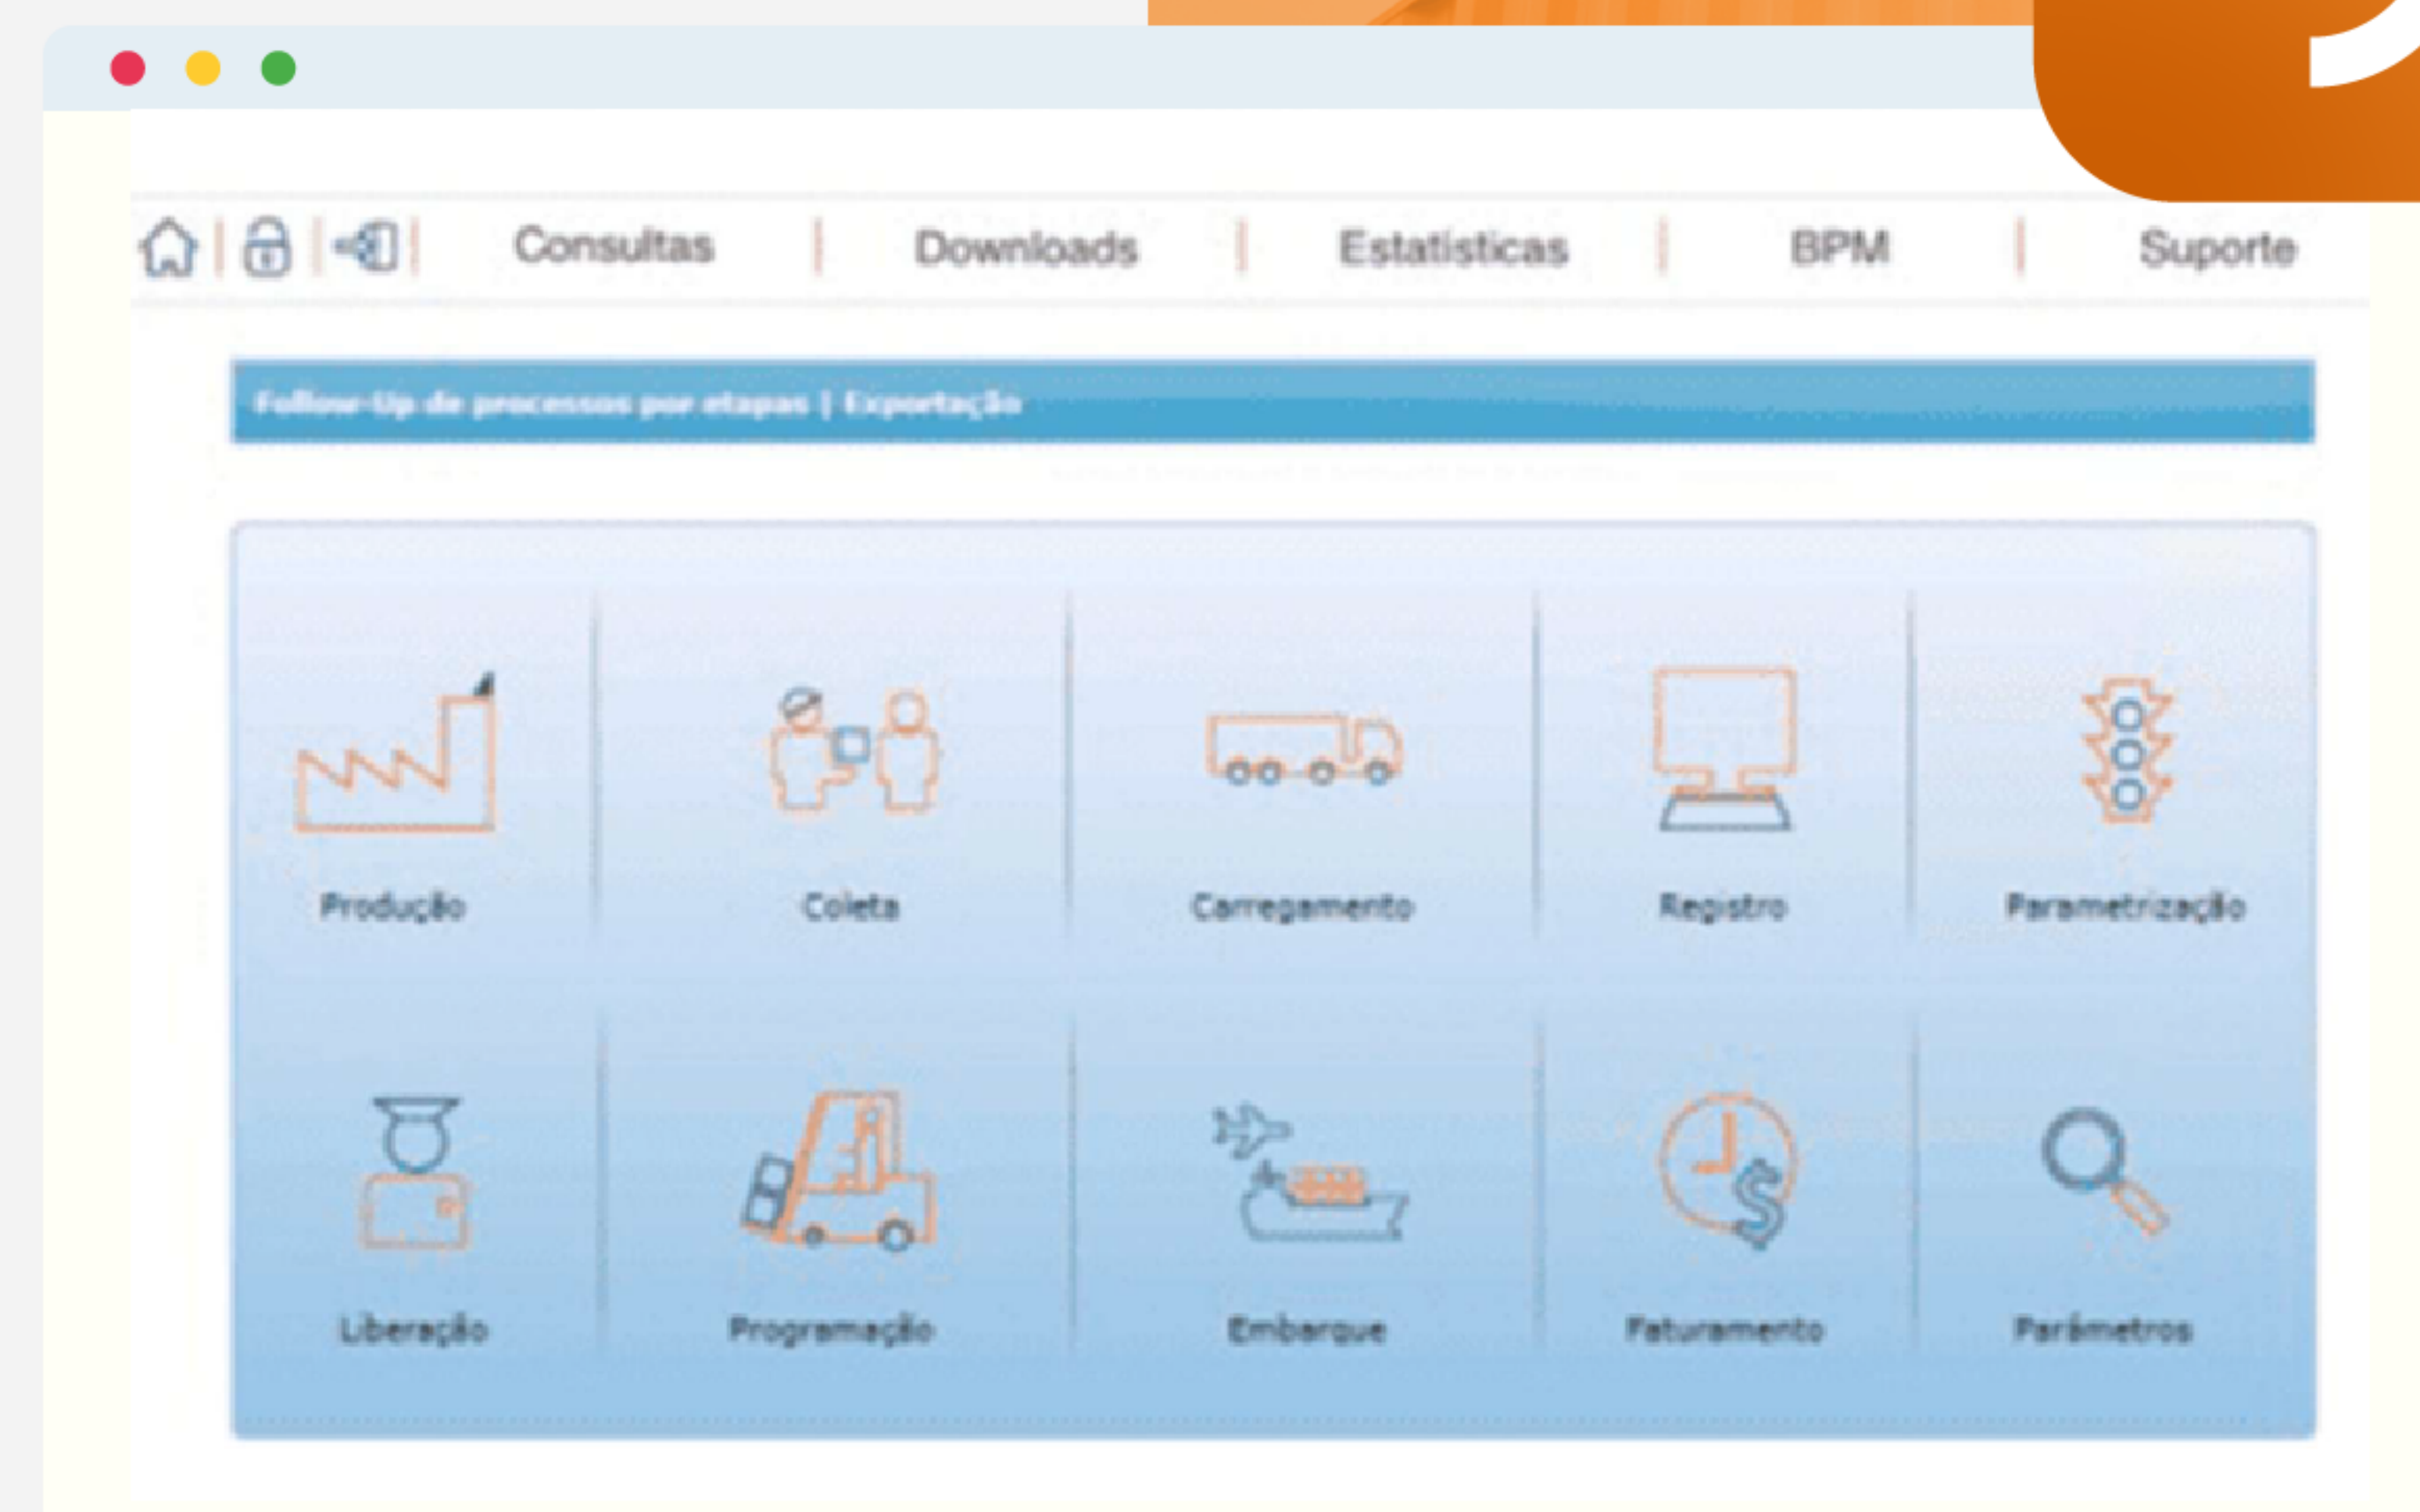 Consultas | Downloads | Estatísticas | BPM | Suporte
Follow-Up de processos por etapas | Exportação
Produção Coleta Carregamento Registro Parametrização
Liberação Programação Embarque Faturamento Parâmetros